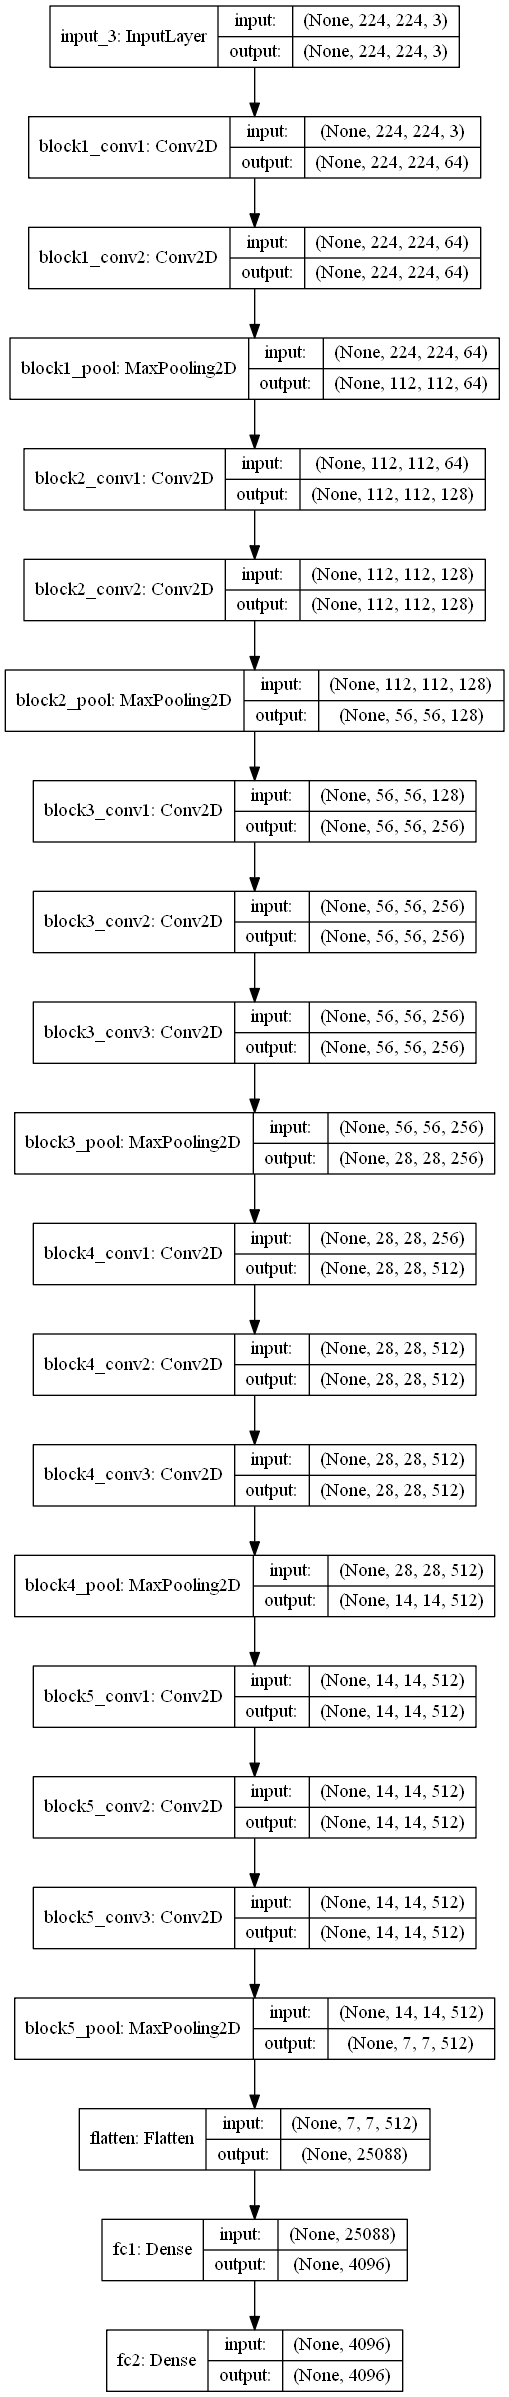 input_3: InputLayer
input: (None, 224, 224, 3)
output: (None, 224, 224, 3)
block1_conv1: Conv2D
input: (None, 224, 224, 3)
output: (None, 224, 224, 64)
block1_conv2: Conv2D
input: (None, 224, 224, 64)
output: (None, 224, 224, 64)
block1_pool: MaxPooling2D
input: (None, 224, 224, 64)
output: (None, 112, 112, 64)
block2_conv1: Conv2D
input: (None, 112, 112, 64)
output: (None, 112, 112, 128)
block2_conv2: Conv2D
input: (None, 112, 112, 128)
output: (None, 112, 112, 128)
block2_pool: MaxPooling2D
input: (None, 112, 112, 128)
output: (None, 56, 56, 128)
block3_conv1: Conv2D
input: (None, 56, 56, 128)
output: (None, 56, 56, 256)
block3_conv2: Conv2D
input: (None, 56, 56, 256)
output: (None, 56, 56, 256)
block3_conv3: Conv2D
input: (None, 56, 56, 256)
output: (None, 56, 56, 256)
block3_pool: MaxPooling2D
input: (None, 56, 56, 256)
output: (None, 28, 28, 256)
block4_conv1: Conv2D
input: (None, 28, 28, 256)
output: (None, 28, 28, 512)
block4_conv2: Conv2D
input: (None, 28, 28, 512)
output: (None, 28, 28, 512)
block4_conv3: Conv2D
input: (None, 28, 28, 512)
output: (None, 28, 28, 512)
block4_pool: MaxPooling2D
input: (None, 28, 28, 512)
output: (None, 14, 14, 512)
block5_conv1: Conv2D
input: (None, 14, 14, 512)
output: (None, 14, 14, 512)
block5_conv2: Conv2D
input: (None, 14, 14, 512)
output: (None, 14, 14, 512)
block5_conv3: Conv2D
input: (None, 14, 14, 512)
output: (None, 14, 14, 512)
block5_pool: MaxPooling2D
input: (None, 14, 14, 512)
output: (None, 7, 7, 512)
flatten: Flatten
input: (None, 7, 7, 512)
output: (None, 25088)
fc1: Dense
input: (None, 25088)
output: (None, 4096)
fc2: Dense
input: (None, 4096)
output: (None, 4096)